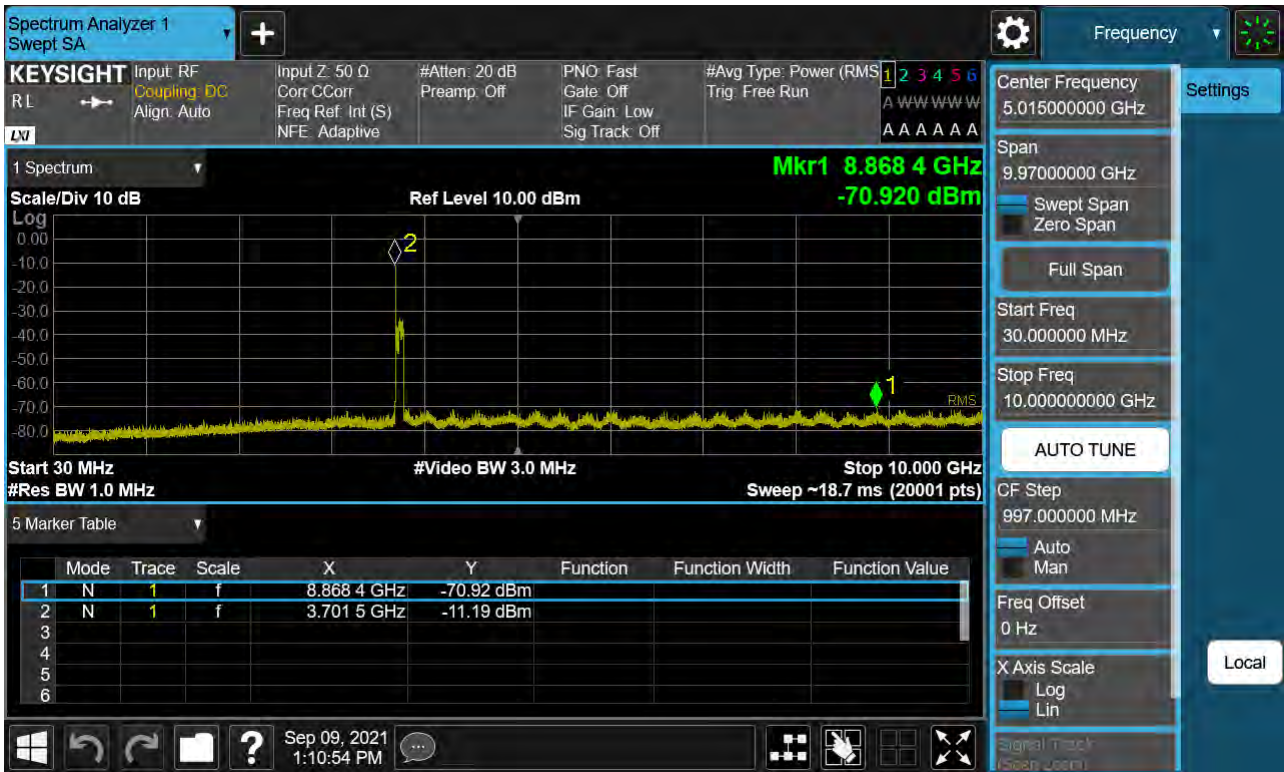 Spectrum Analyzer 1
Swept SA
Frequency
KEYSIGHT
RL
LXI
Input: RF
Coupling: DC
Align: Auto
Input Z: 50 Ω
Corr CCorr
Freq Ref: Int (S)
NFE: Adaptive
#Atten: 20 dB
Preamp: Off
PNO: Fast
Gate: Off
IF Gain: Low
Sig Track: Off
#Avg Type: Power (RMS
Trig: Free Run
1 2 3 4 5 6
A W W W W W
A A A A A A
1 Spectrum
Scale/Div 10 dB
Ref Level 10.00 dBm
Mkr1 8.868 4 GHz
-70.920 dBm
Log
0.00
-10.0
-20.0
-30.0
-40.0
-50.0
-60.0
-70.0
-80.0
2
1
RMS
Start 30 MHz
#Video BW 3.0 MHz
Stop 10.000 GHz
#Res BW 1.0 MHz
Sweep ~18.7 ms (20001 pts)
5 Marker Table
Mode Trace Scale X Y Function Function Width Function Value
1 N 1 f 8.868 4 GHz -70.92 dBm
2 N 1 f 3.701 5 GHz -11.19 dBm
3
4
5
6
Sep 09, 2021
1:10:54 PM
Center Frequency
5.015000000 GHz
Span
9.97000000 GHz
Swept Span
Zero Span
Full Span
Start Freq
30.000000 MHz
Stop Freq
10.000000000 GHz
AUTO TUNE
CF Step
997.000000 MHz
Auto
Man
Freq Offset
0 Hz
X Axis Scale
Log
Lin
Signal Track
(Span Zoom)
Settings
Local